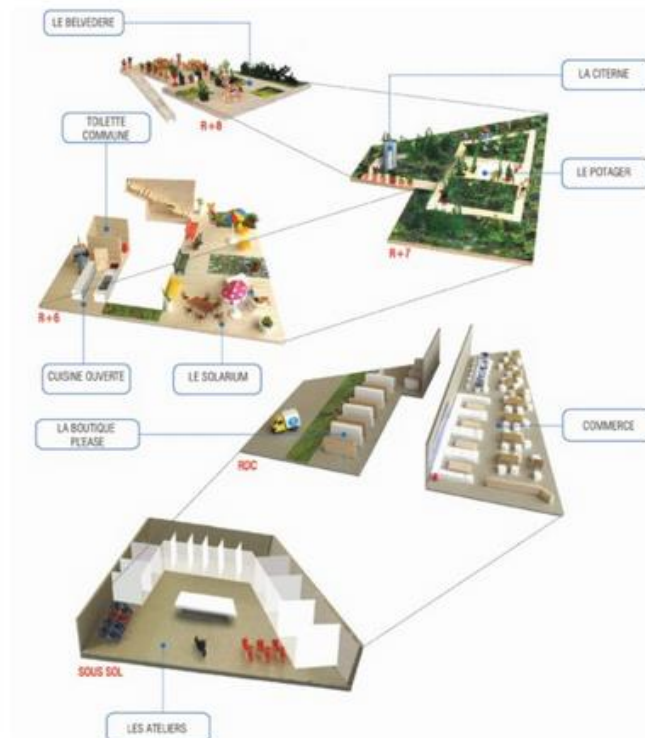 LE BELVEDERE
LA CITERNE
TOILETTE
COMMUNE
R+8
LE POTAGER
R+7
R+6
CUISINE OUVERTE
LE SOLARIUM
LA BOUTIQUE
PLEASE
COMMERCE
RDC
SOUS SOL
LES ATELIERS